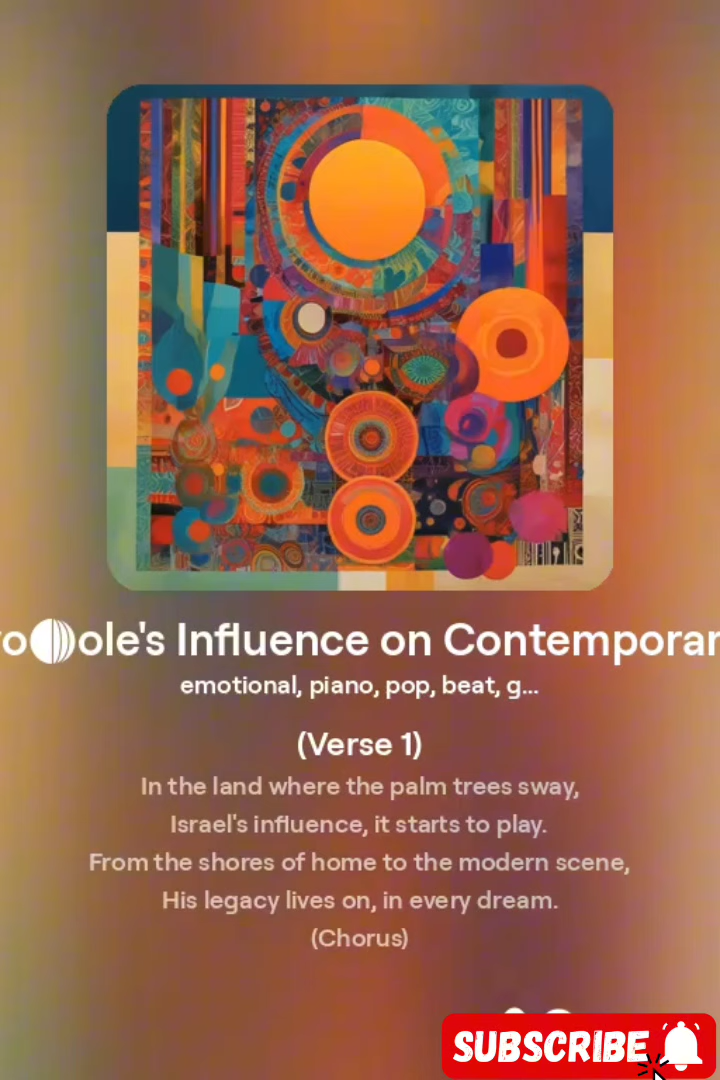 ole's Influence on Contemporar
emotional, piano, pop, beat, g...
(Verse 1)
In the land where the palm trees sway,
Israel's influence, it starts to play.
From the shores of home to the modern scene,
His legacy lives on, in every dream.
(Chorus)
SUBSCRIBE